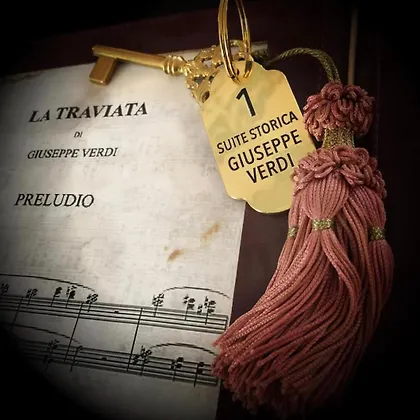 LA TRAVIATA
DI
GIUSEPPE VERDI
PRELUDIO
1
SUITE STORICA
GIUSEPPE
VERDI